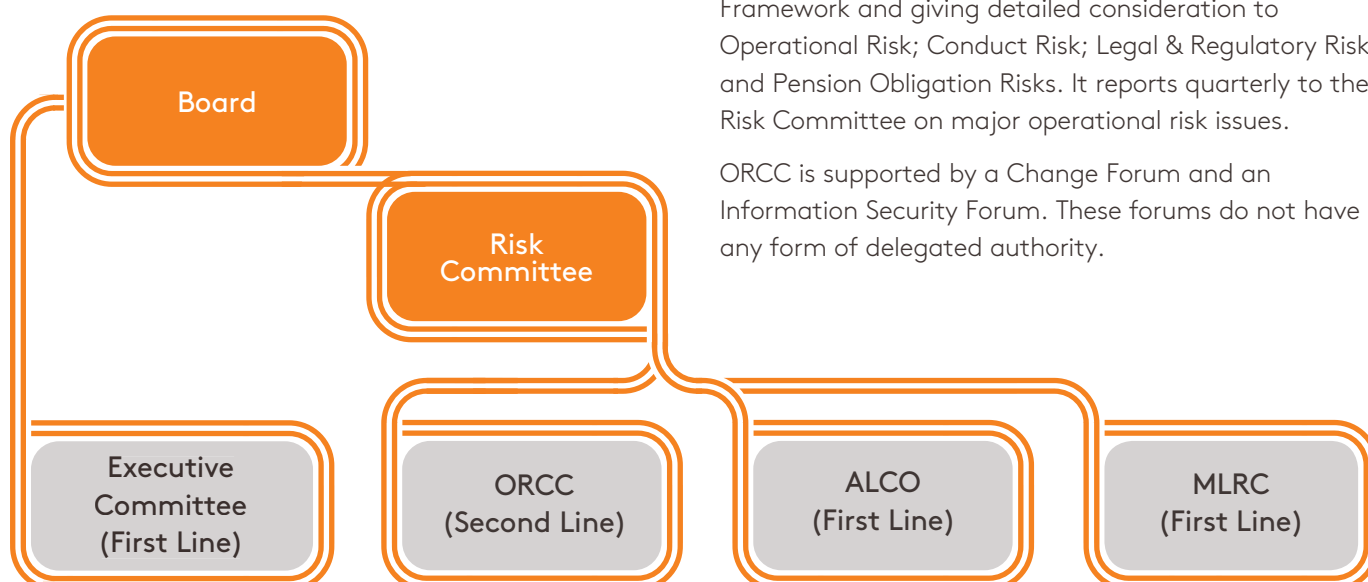 Framework and giving detailed consideration to
Operational Risk; Conduct Risk; Legal & Regulatory Risk
and Pension Obligation Risks. It reports quarterly to the
Risk Committee on major operational risk issues.
ORCC is supported by a Change Forum and an
Information Security Forum. These forums do not have
any form of delegated authority.
Board
Risk
Committee
Executive
Committee
(First Line)
ORCC
(Second Line)
ALCO
(First Line)
MLRC
(First Line)